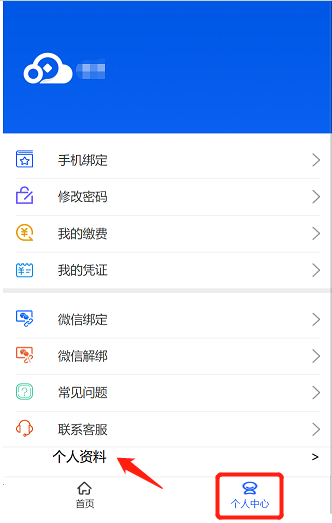 手机绑定
修改密码
我的缴费
我的凭证
微信绑定
微信解绑
常见问题
联系客服
个人资料 >
首页 个人中心